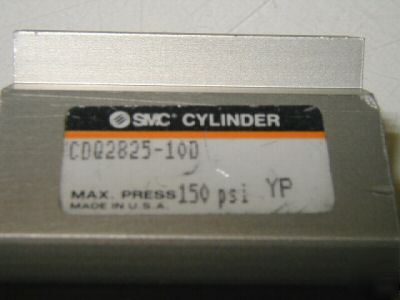 SMC® CYLINDER
CDQ2B25-10D
MAX. PRESS 150 psi YP
MADE IN U.S.A.